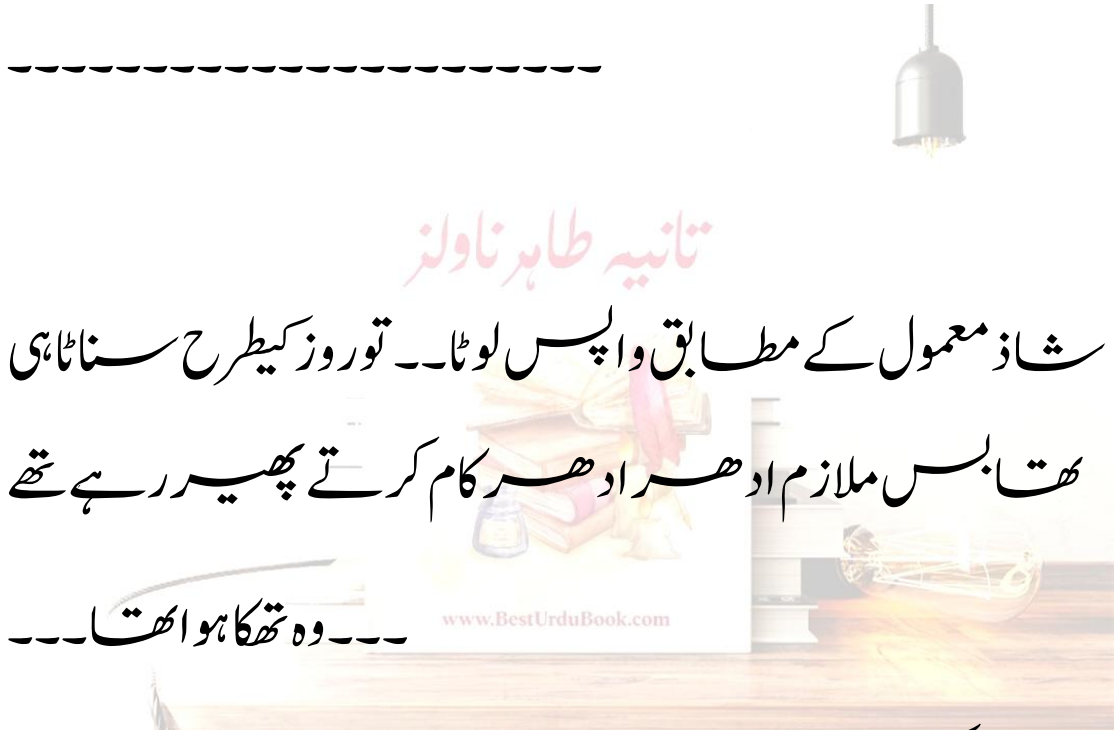 ----------------------
تانیہ طاہر ناولز
شاذ معمول کے مطابق واپس لوٹا۔۔ تو روز کیطرح سناٹا ہی
تھا بس ملازم ادھر ادھر کام کرتے پھیر رہے تھے
۔۔۔وہ تھکا ہوا تھا۔۔۔
www.BestUrduBook.com